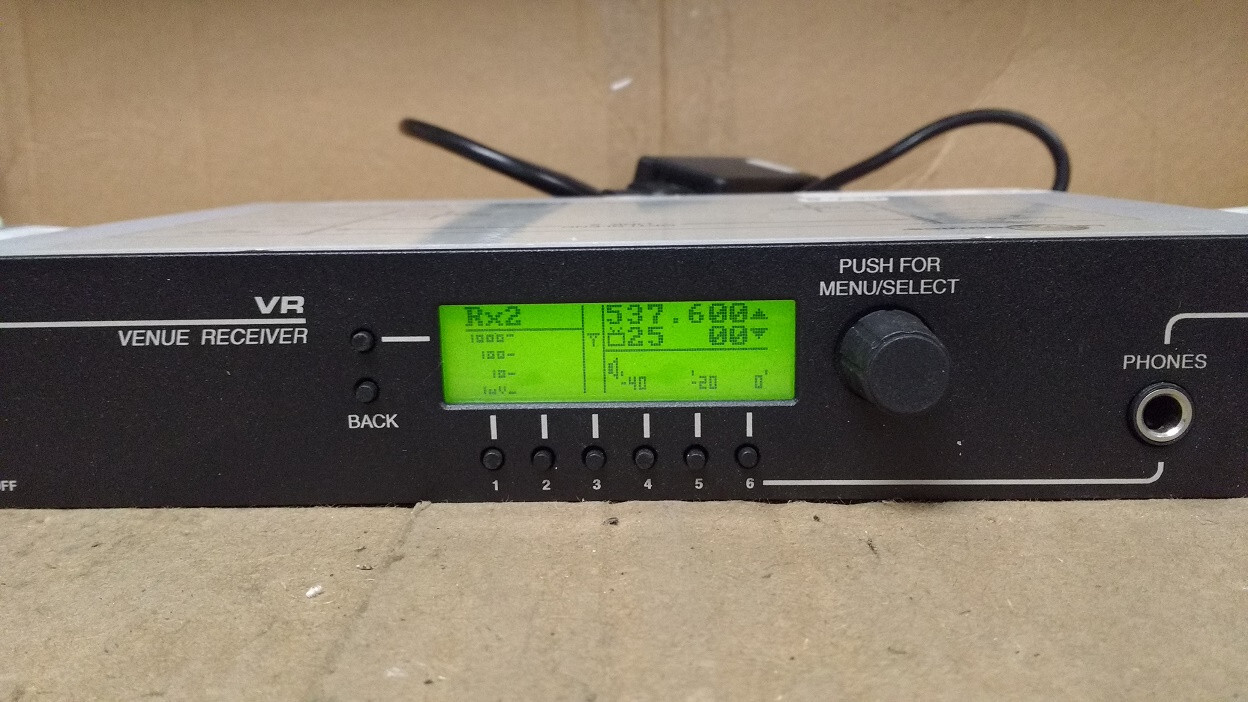 PUSH FOR
MENU/SELECT
VR
VENUE RECEIVER
Rx2
537.600
25 00
1000-
100-
10-
1uV-
-40 -20 0
PHONES
BACK
1 2 3 4 5 6